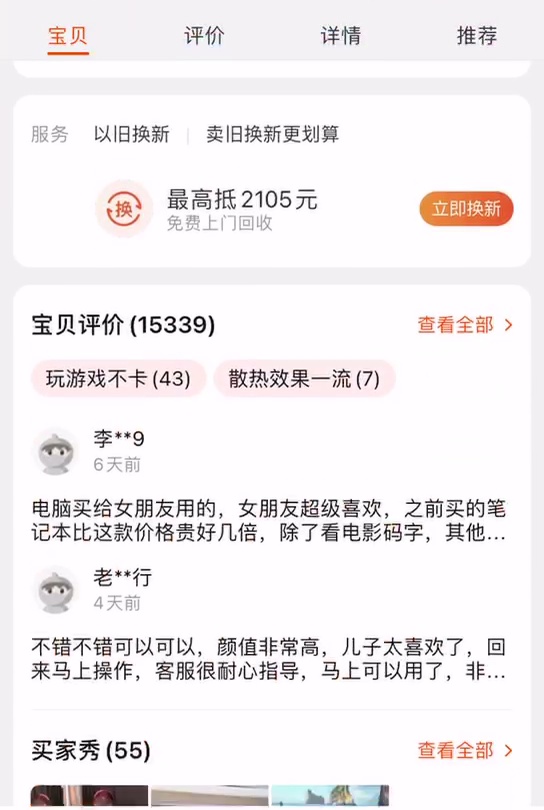 宝贝 评价 详情 推荐
服务 以旧换新 | 卖旧换新更划算
换 最高抵2105元 立即换新
免费上门回收
宝贝评价(15339) 查看全部 >
玩游戏不卡(43) 散热效果一流(7)
李**9
6天前
电脑买给女朋友用的，女朋友超级喜欢，之前买的笔
记本比这款价格贵好几倍，除了看电影码字，其他...
老**行
4天前
不错不错可以可以，颜值非常高，儿子太喜欢了，回
来马上操作，客服很耐心指导，马上可以用了，非...
买家秀(55) 查看全部 >